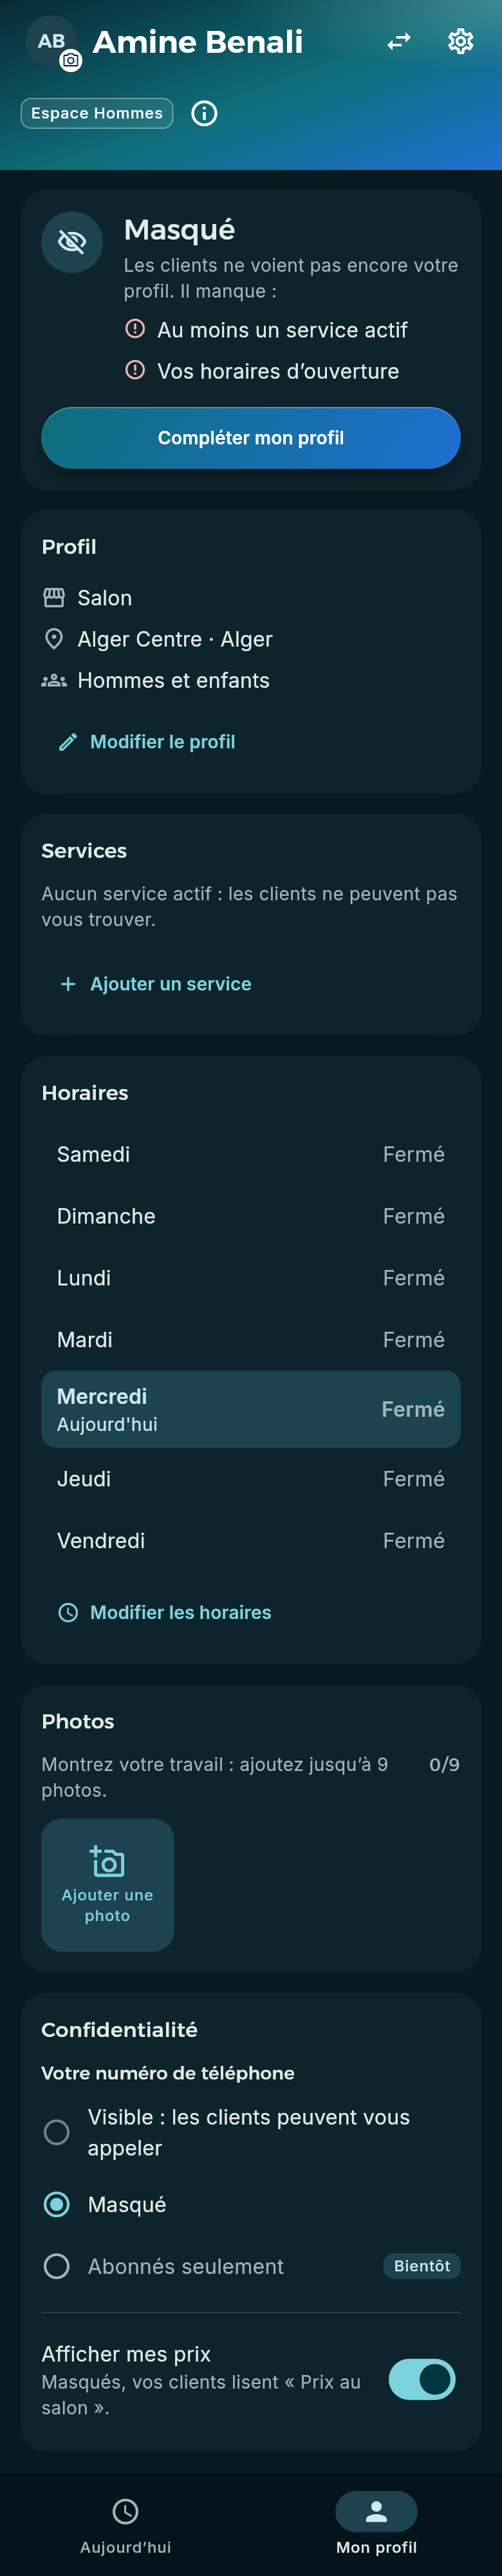 AB
Amine Benali
Espace Hommes
Masqué
Les clients ne voient pas encore votre
profil. Il manque :
Au moins un service actif
Vos horaires d’ouverture
Compléter mon profil
Profil
Salon
Alger Centre · Alger
Hommes et enfants
Modifier le profil
Services
Aucun service actif : les clients ne peuvent pas
vous trouver.
Ajouter un service
Horaires
Samedi Fermé
Dimanche Fermé
Lundi Fermé
Mardi Fermé
Mercredi
Aujourd'hui
Fermé
Jeudi Fermé
Vendredi Fermé
Modifier les horaires
Photos
Montrez votre travail : ajoutez jusqu’à 9
photos.
0/9
Ajouter une
photo
Confidentialité
Votre numéro de téléphone
Visible : les clients peuvent vous
appeler
Masqué
Abonnés seulement Bientôt
Afficher mes prix
Masqués, vos clients lisent « Prix au
salon ».
Aujourd’hui Mon profil